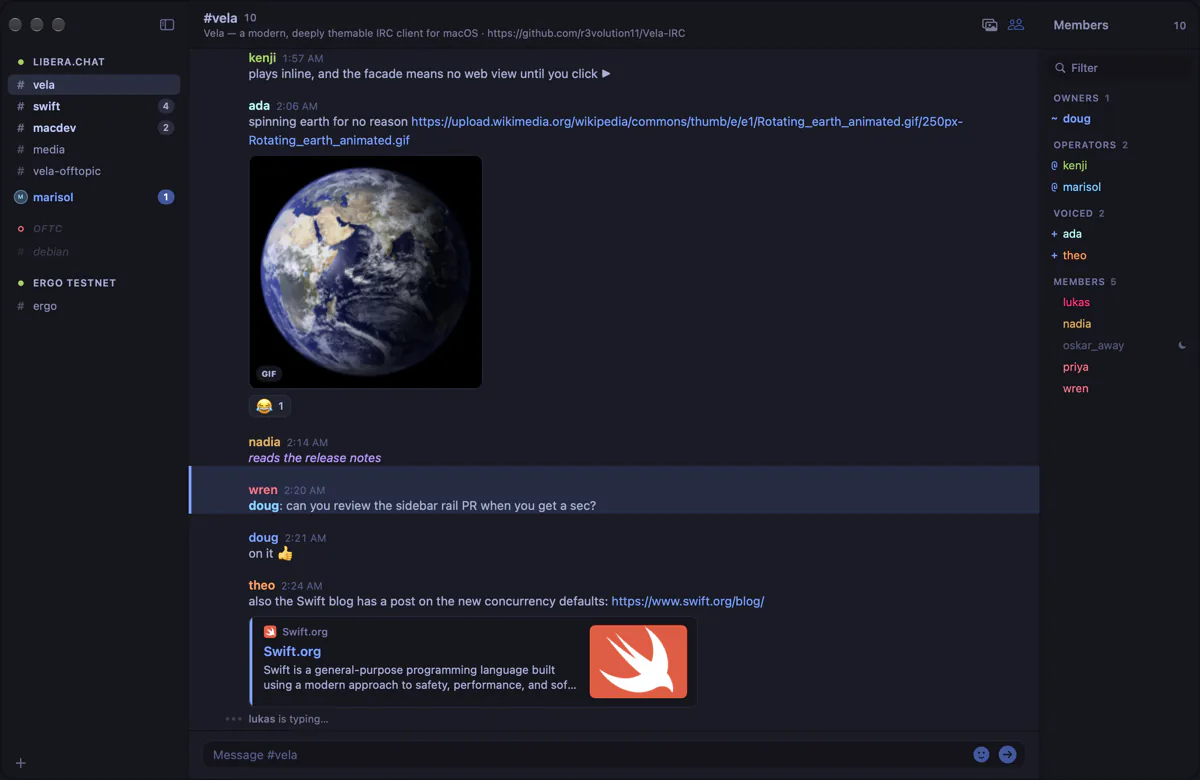 LIBERA.CHAT
# vela
# swift 4
# macdev 2
# media
# vela-offtopic
M marisol 1
OFTC
# debian
ERGO TESTNET
# ergo
+
#vela 10
Vela — a modern, deeply themable IRC client for macOS · https://github.com/r3volution11/Vela-IRC
kenji 1:57 AM
plays inline, and the facade means no web view until you click ▶
ada 2:06 AM
spinning earth for no reason https://upload.wikimedia.org/wikipedia/commons/thumb/e/e1/Rotating_earth_animated.gif/250px-
Rotating_earth_animated.gif
GIF
😂 1
nadia 2:14 AM
reads the release notes
wren 2:20 AM
doug: can you review the sidebar rail PR when you get a sec?
doug 2:21 AM
on it 👍
theo 2:24 AM
also the Swift blog has a post on the new concurrency defaults: https://www.swift.org/blog/
Swift.org
Swift.org
Swift is a general-purpose programming language built
using a modern approach to safety, performance, and sof...
lukas is typing...
Message #vela
Members 10
Filter
OWNERS 1
~ doug
OPERATORS 2
@ kenji
@ marisol
VOICED 2
+ ada
+ theo
MEMBERS 5
lukas
nadia
oskar_away
priya
wren